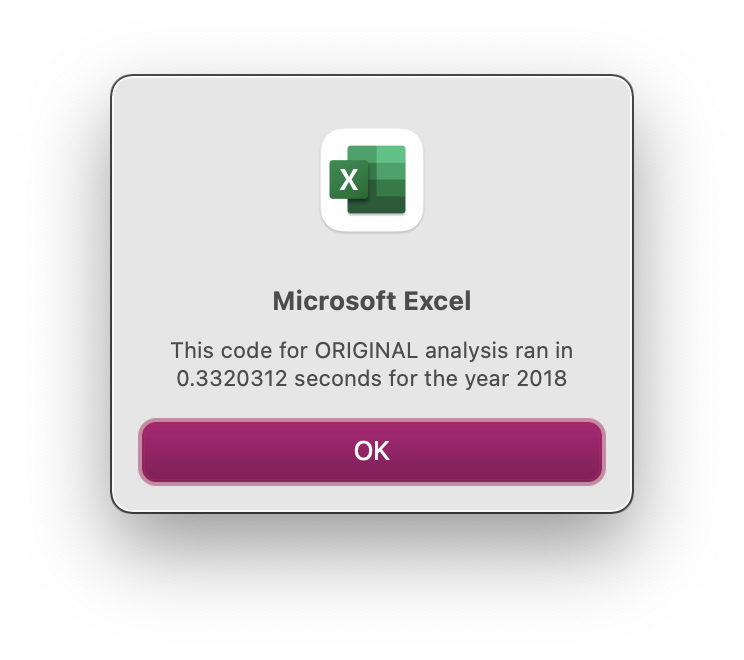 X
Microsoft Excel
This code for ORIGINAL analysis ran in
0.3320312 seconds for the year 2018
OK